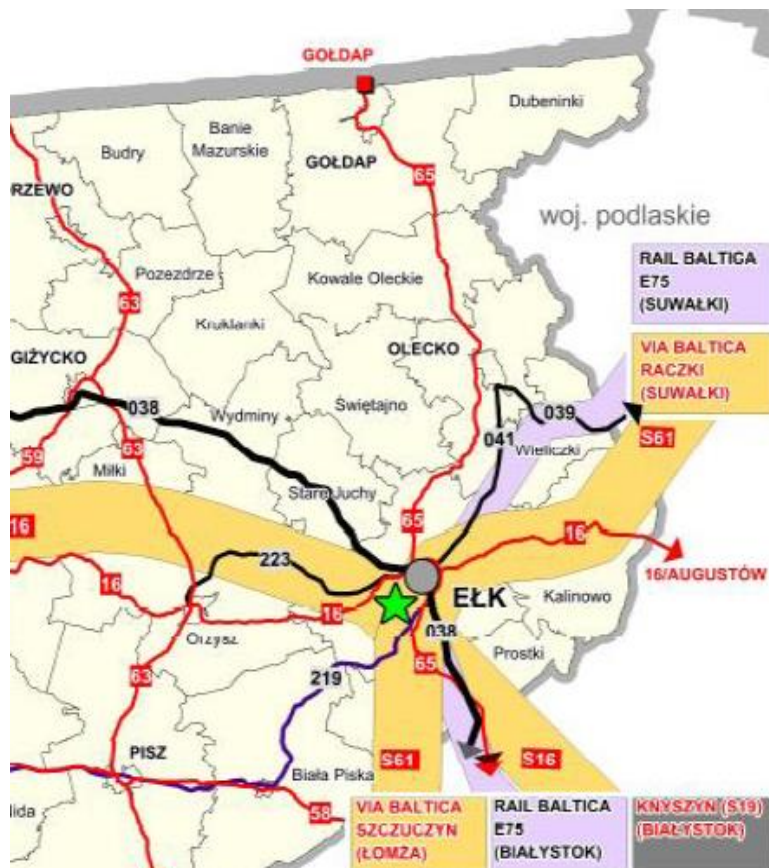 GOŁDAP
Dubeninki
Banie
Mazurskie
Budry
GOŁDAP
RZEWO
65
woj. podlaskie
RAIL BALTICA
E75
(SUWAŁKI)
Pozezdrze
Kowale Oleckie
63
Kruklanki
GIŻYCKO
OLECKO
VIA BALTICA
RACZKI
(SUWAŁKI)
038
Wydminy
Świętajno
039
041
S61
63
59
Wieliczki
Miłki
Stare Juchy
65
16
16
223
16/AUGUSTÓW
16
EŁK
Kalinowo
16
038
Orzysz
Prostki
65
63
219
PISZ
S61
S16
Biała Piska
ida
58
VIA BALTICA
SZCZUCZYN
(ŁOMŻA)
RAIL BALTICA
E75
(BIAŁYSTOK)
KNYSZYN (S19)
(BIAŁYSTOK)